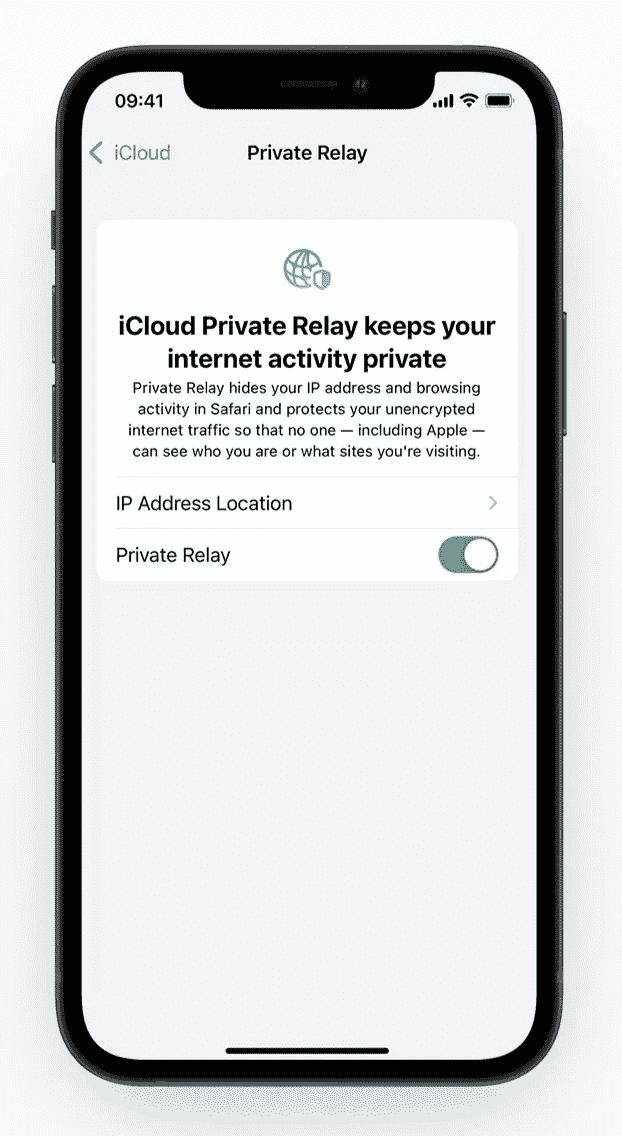 09:41
iCloud
Private Relay
iCloud Private Relay keeps your
internet activity private
Private Relay hides your IP address and browsing
activity in Safari and protects your unencrypted
internet traffic so that no one — including Apple —
can see who you are or what sites you're visiting.
IP Address Location
Private Relay